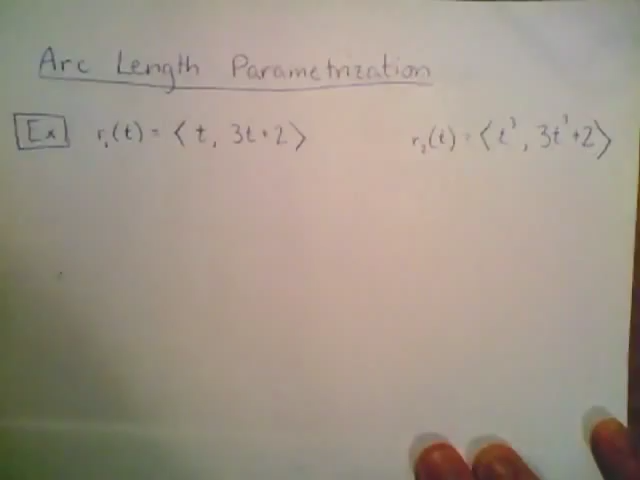 Arc Length Parametrization
Ex r₁(t) = ⟨t, 3t+2⟩ r₂(t) = ⟨t³, 3t³+2⟩